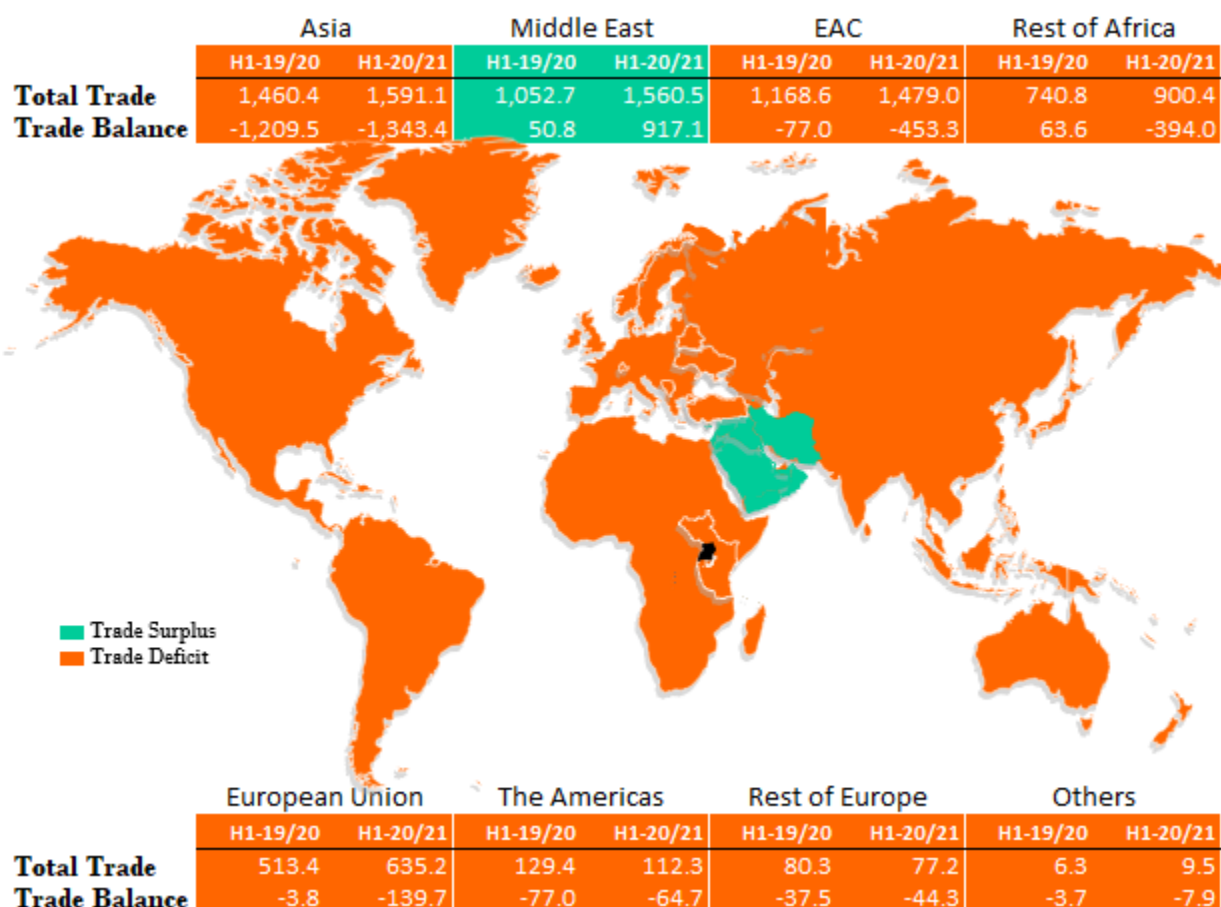 Asia Middle East EAC Rest of Africa
H1-19/20 H1-20/21 H1-19/20 H1-20/21 H1-19/20 H1-20/21 H1-19/20 H1-20/21
Total Trade 1,460.4 1,591.1 1,052.7 1,560.5 1,168.6 1,479.0 740.8 900.4
Trade Balance -1,209.5 -1,343.4 50.8 917.1 -77.0 -453.3 63.6 -394.0
Trade Surplus
Trade Deficit
European Union The Americas Rest of Europe Others
H1-19/20 H1-20/21 H1-19/20 H1-20/21 H1-19/20 H1-20/21 H1-19/20 H1-20/21
Total Trade 513.4 635.2 129.4 112.3 80.3 77.2 6.3 9.5
Trade Balance -3.8 -139.7 -77.0 -64.7 -37.5 -44.3 -3.7 -7.9